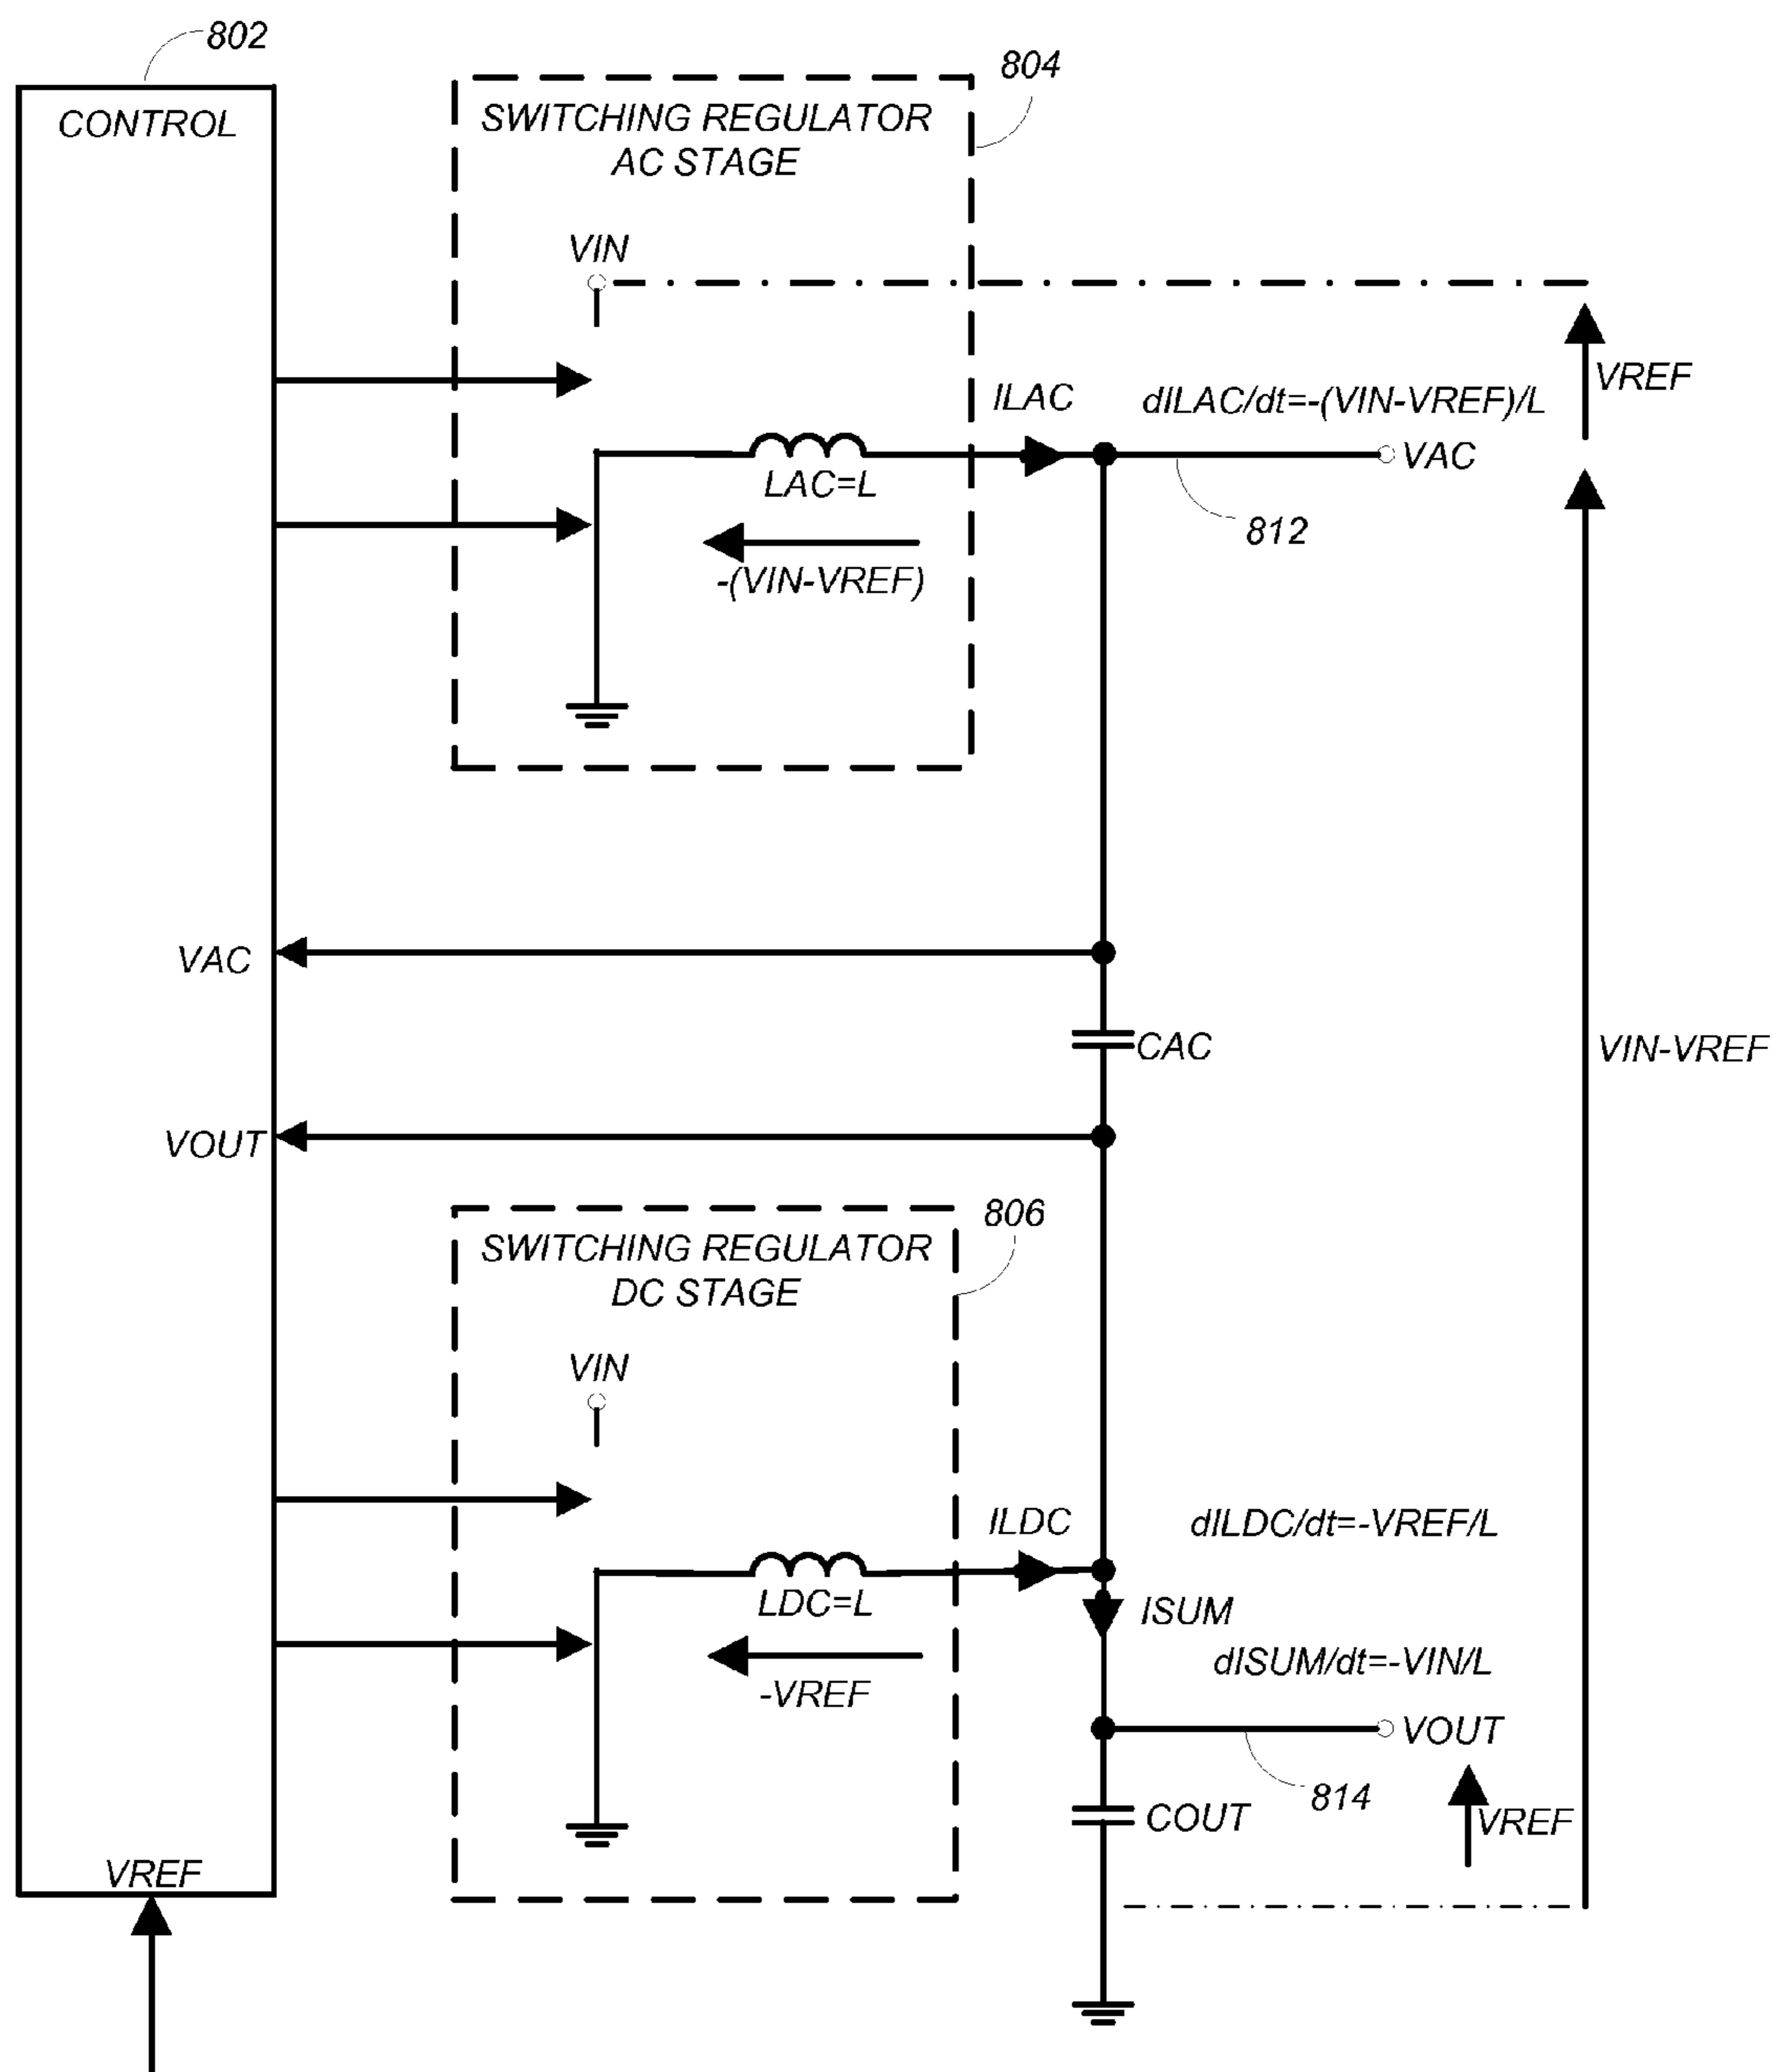 802
CONTROL
804
SWITCHING REGULATOR
AC STAGE
VIN
VREF
ILAC
dILAC/dt=-(VIN-VREF)/L
VAC
LAC=L
812
-(VIN-VREF)
VAC
CAC
VIN-VREF
VOUT
806
SWITCHING REGULATOR
DC STAGE
VIN
ILDC
dILDC/dt=-VREF/L
LDC=L
ISUM
dISUM/dt=-VIN/L
-VREF
VOUT
814
COUT
VREF
VREF